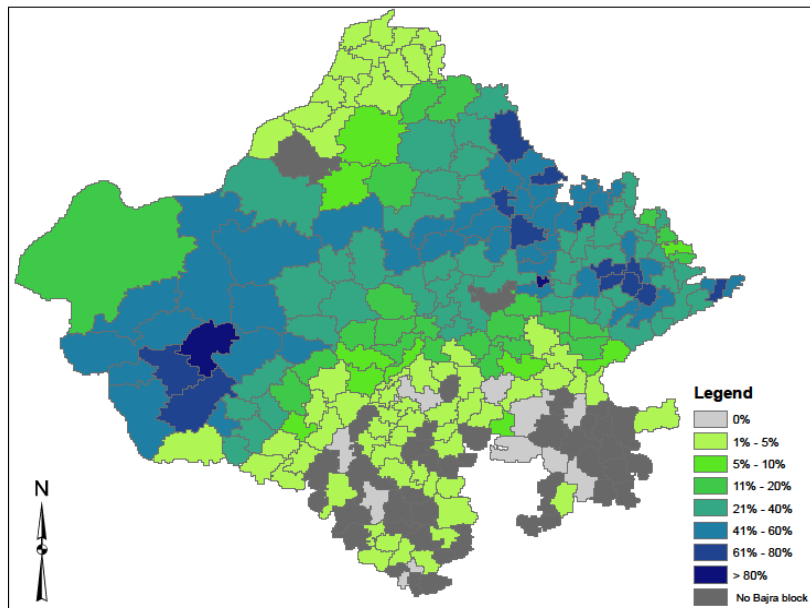 Legend
0%
1% - 5%
5% - 10%
11% - 20%
21% - 40%
41% - 60%
61% - 80%
> 80%
No Bajra block
N